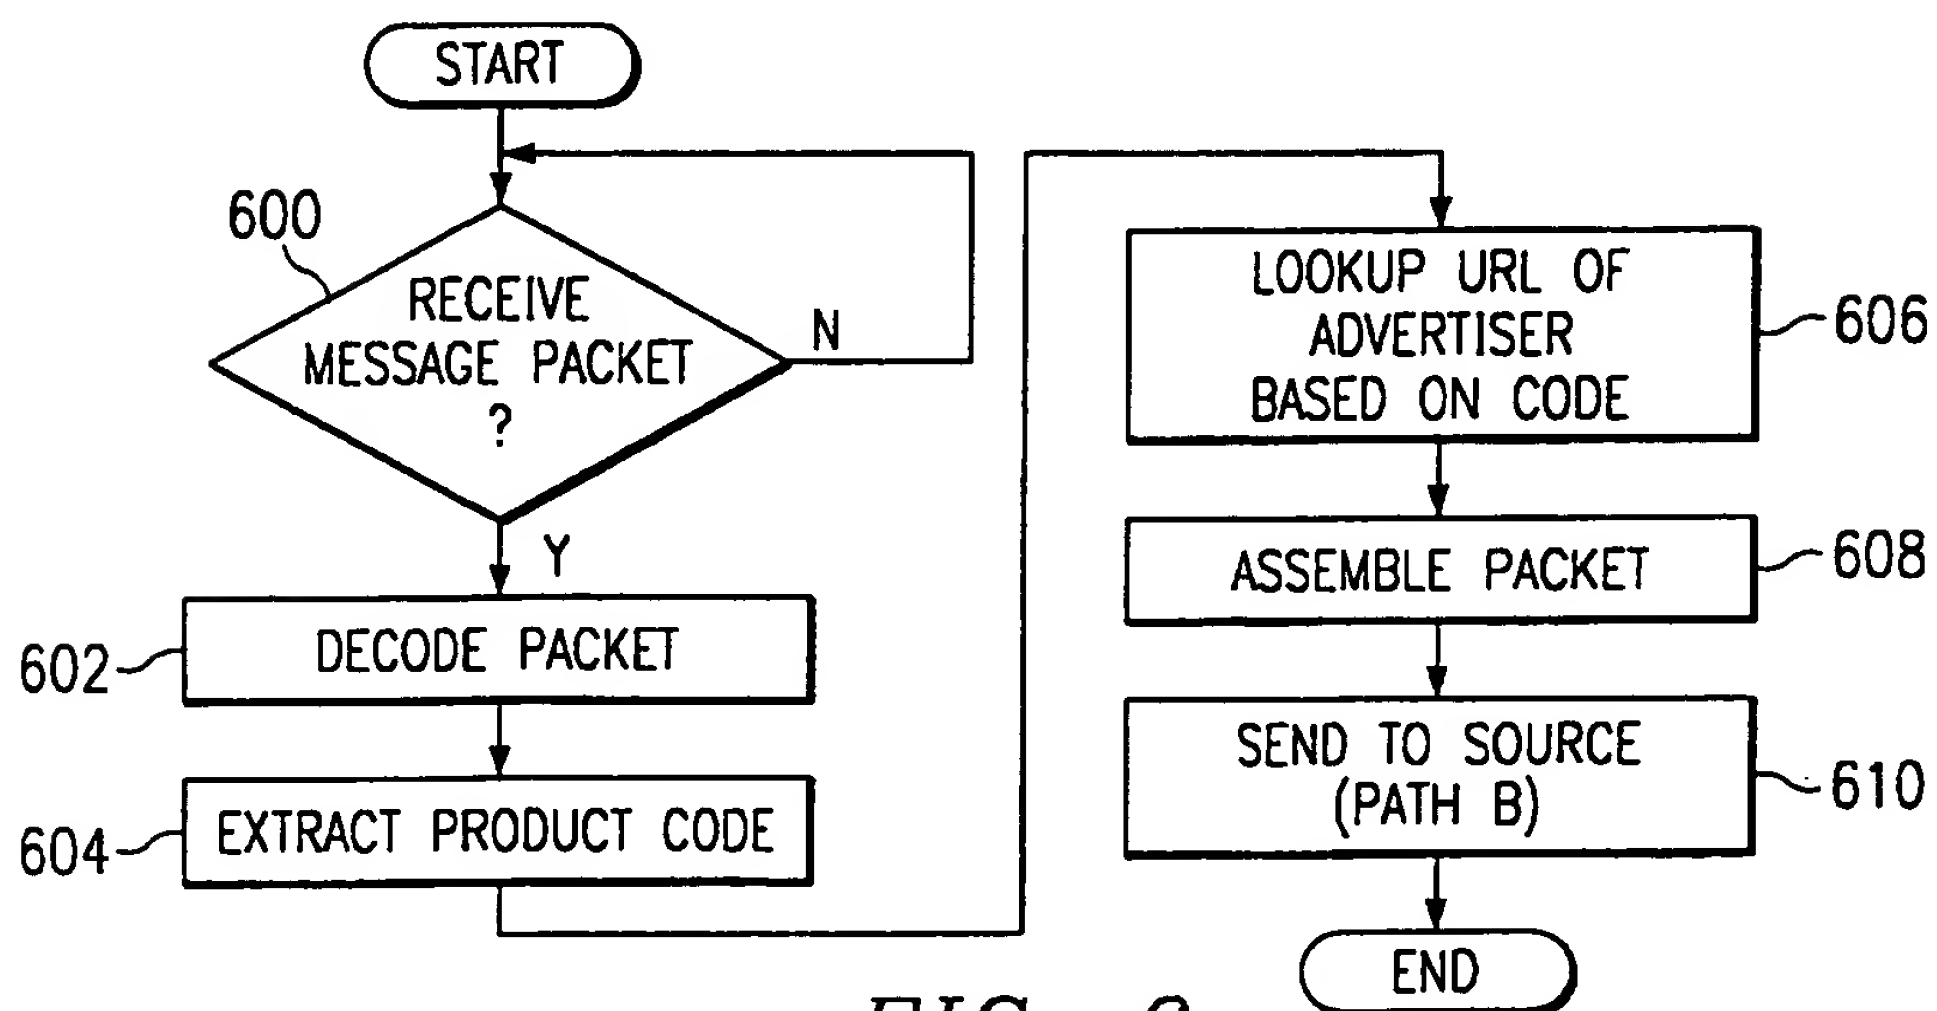 START
600
RECEIVE
MESSAGE PACKET
?
N
Y
602
DECODE PACKET
604
EXTRACT PRODUCT CODE
LOOKUP URL OF
ADVERTISER
BASED ON CODE
606
ASSEMBLE PACKET
608
SEND TO SOURCE
(PATH B)
610
END